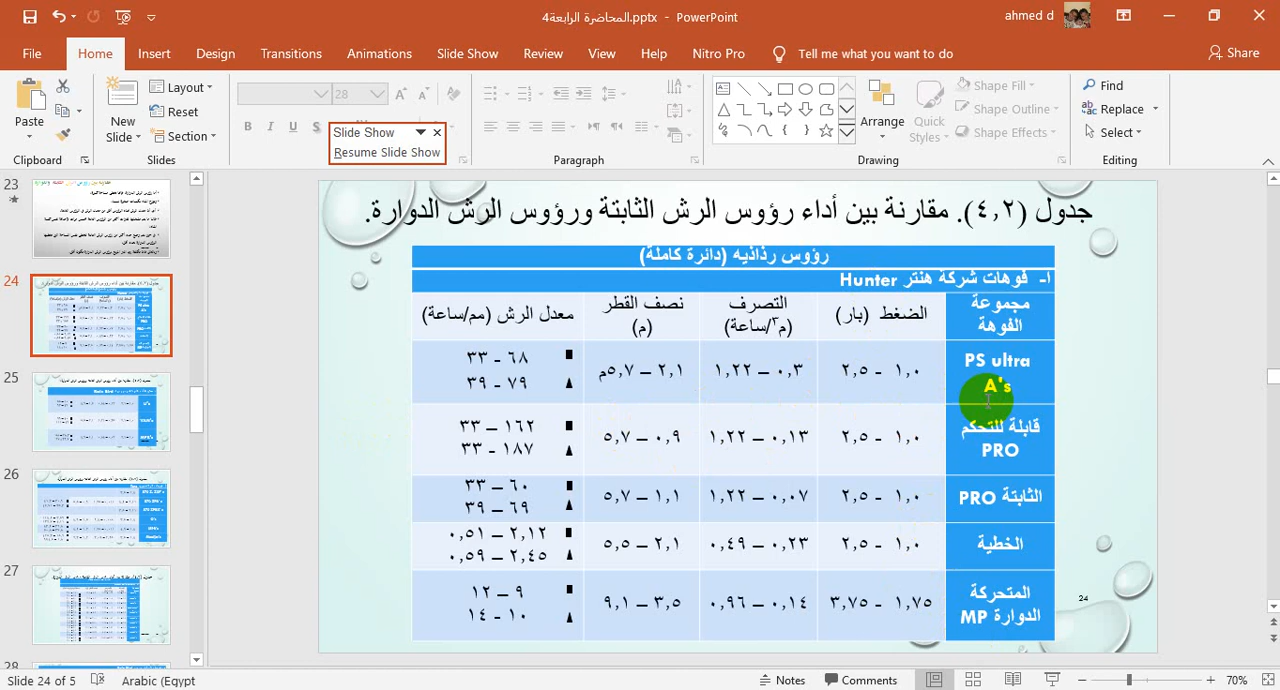 المحاضرة الرابعة4.pptx - PowerPoint
ahmed d
File Home Insert Design Transitions Animations Slide Show Review View Help Nitro Pro Tell me what you want to do Share
Paste
Clipboard
New Slide
Layout
Reset
Section
Slides
28
B I U S
Slide Show
Resume Slide Show
Paragraph
Arrange
Quick Styles
Shape Fill
Shape Outline
Shape Effects
Drawing
Find
Replace
Select
Editing
23
24
25
26
27
28
جدول (٤,٢). مقارنة بين أداء رؤوس الرش الثابتة ورؤوس الرش الدوارة.
رؤوس رذاذيه (دائرة كاملة)
ا- فوهات شركة هنتر Hunter
مجموعة الفوهة
الضغط (بار)
التصرف (م٣/ساعة)
نصف القطر (م)
معدل الرش (مم/ساعة)
PS ultra
A's
١,٠ - ٢,٥
٠,٣ – ١,٢٢
٢,١ – ٥,٧م
■ ٦٨ - ٣٣
▲ ٧٩ - ٣٩
قابلة للتحكم
PRO
١,٠ - ٢,٥
٠,١٣ – ١,٢٢
٠,٩ – ٥,٧
■ ١٦٢ – ٣٣
▲ ١٨٧ - ٣٣
الثابتة PRO
١,٠ - ٢,٥
٠,٠٧ – ١,٢٢
١,١ – ٥,٧
■ ٦٠ – ٣٣
▲ ٦٩ - ٣٩
الخطية
١,٠ - ٢,٥
٠,٢٣ – ٠,٤٩
٢,١ – ٥,٥
■ ٢,١٢ – ٠,٥١
▲ ٢,٤٥ – ٠,٥٩
المتحركة
الدوارة MP
١,٧٥ - ٣,٧٥
٠,١٤ – ٠,٩٦
٣,٥ – ٩,١
■ ٩ – ١٢
▲ ١٠ - ١٤
24
Slide 24 of 5
Arabic (Egypt
Notes
Comments
70%